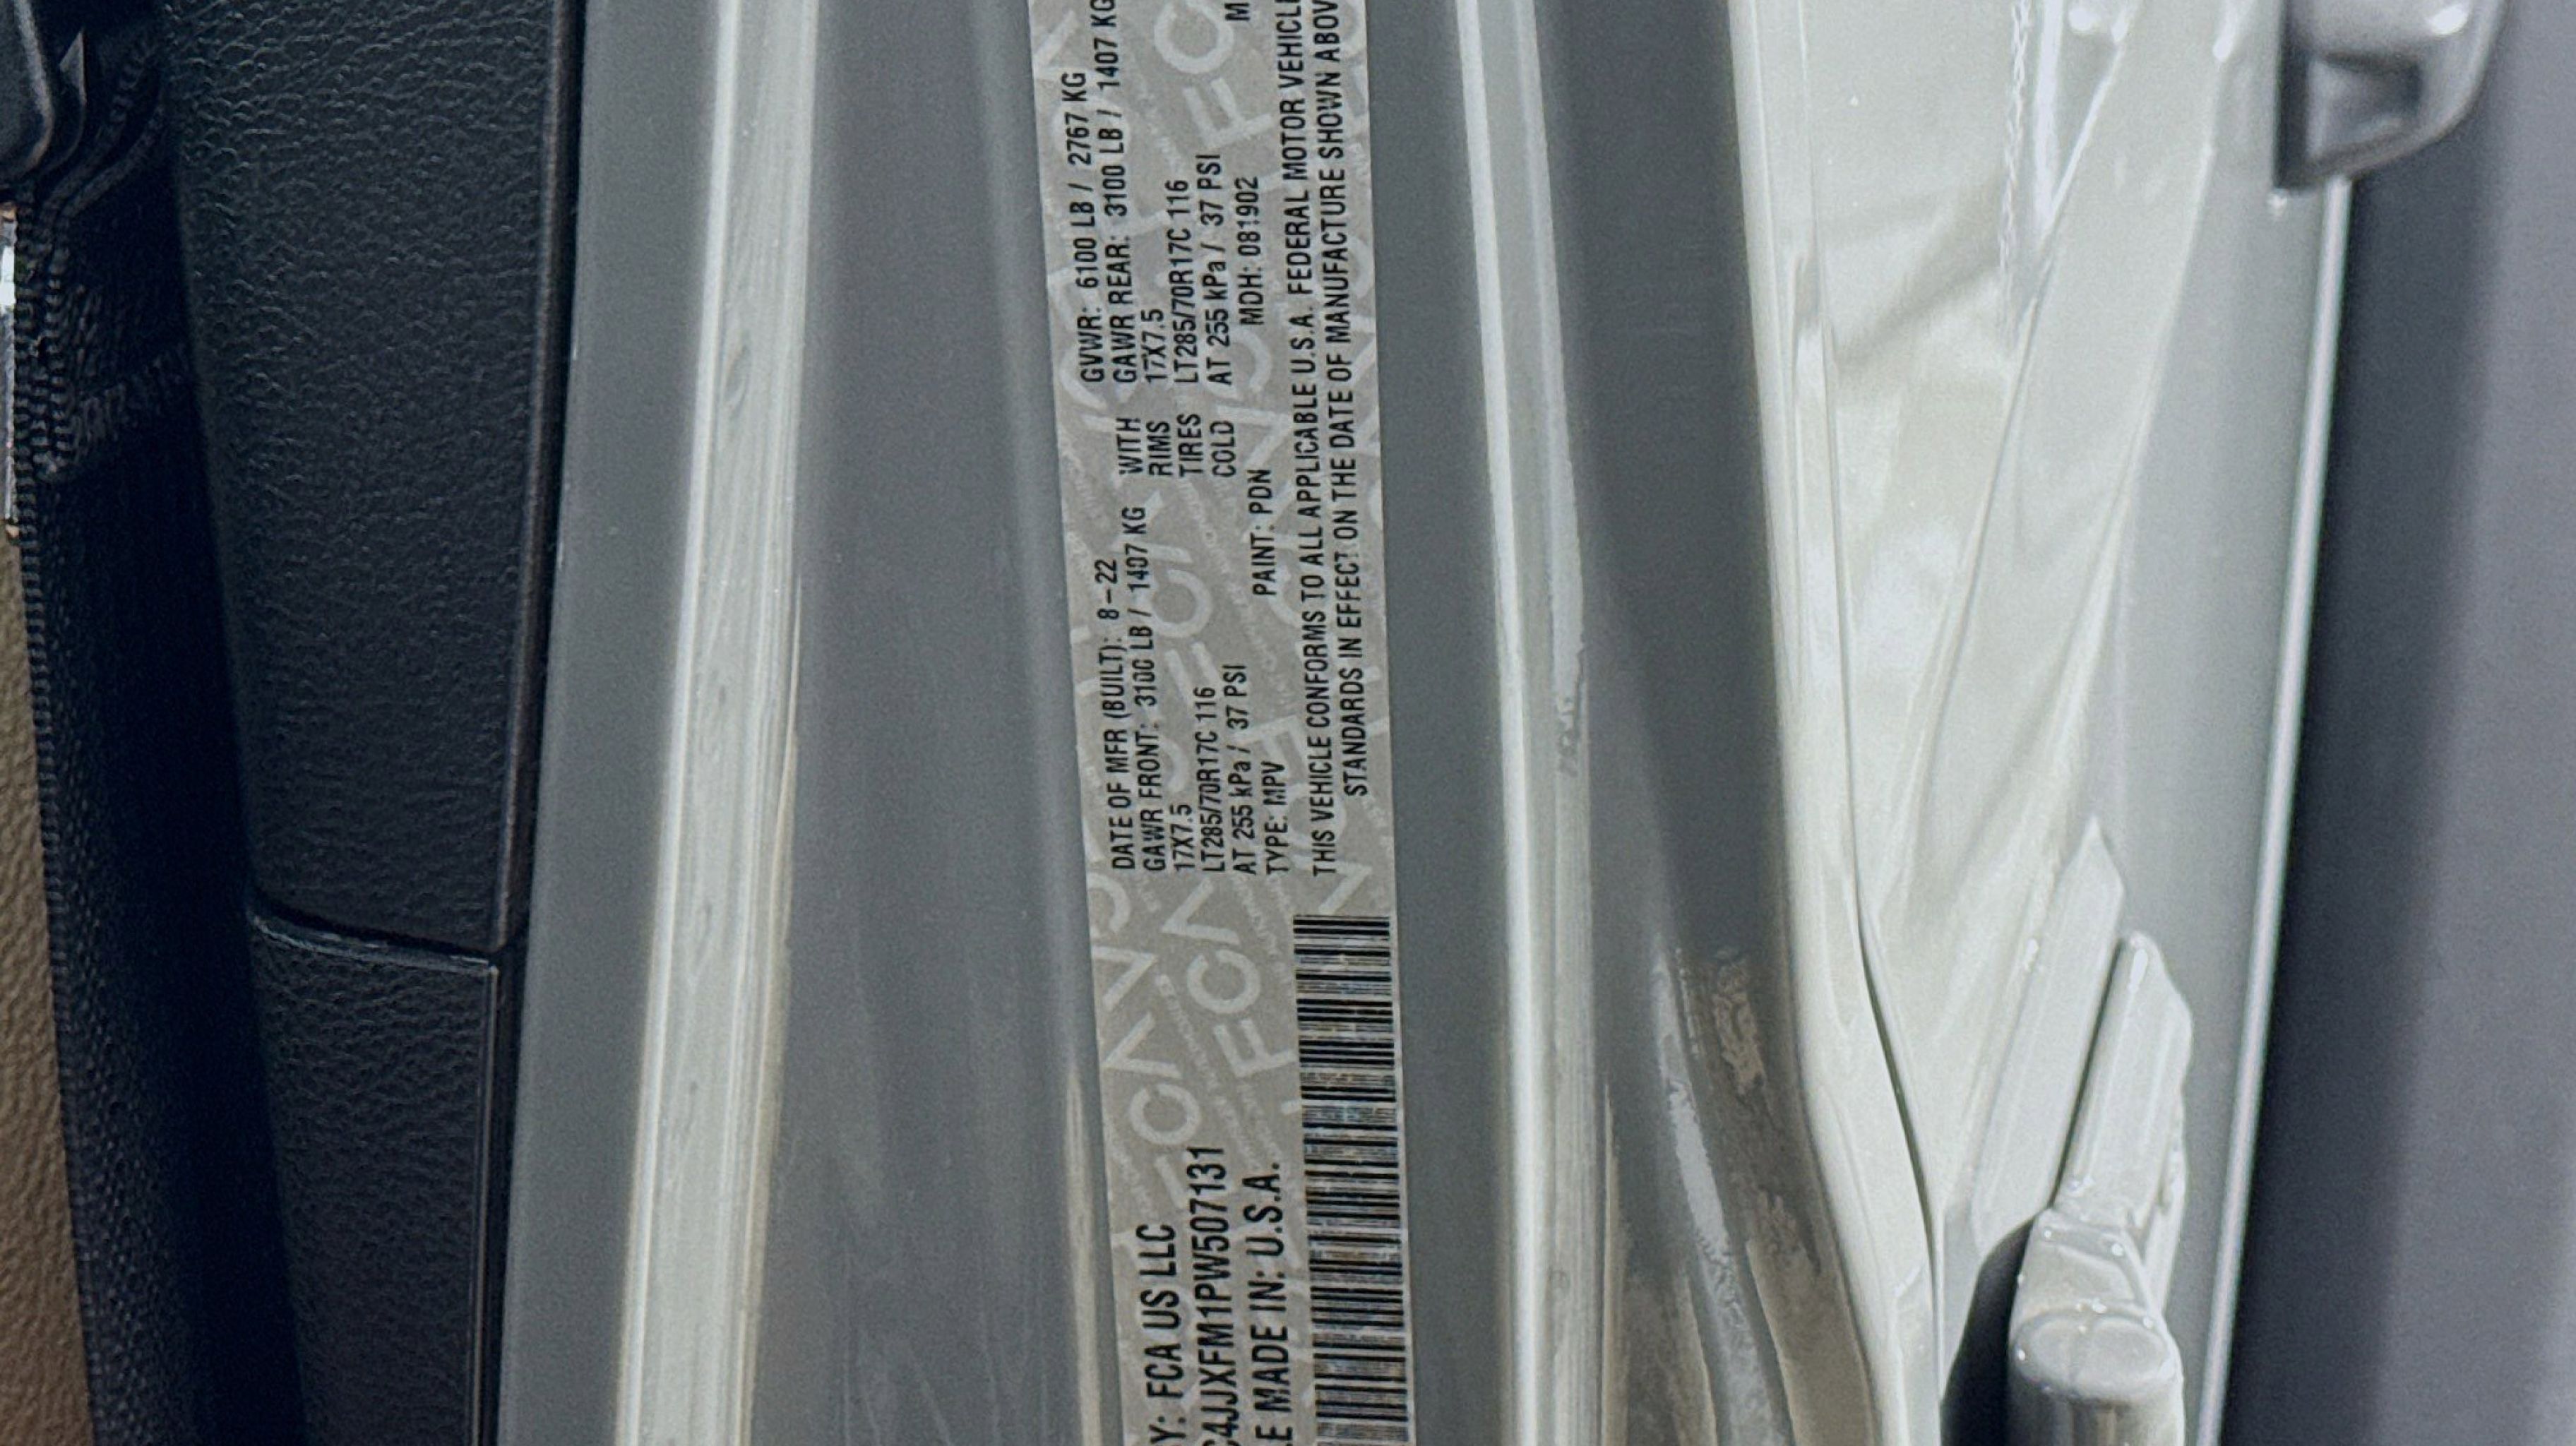 Y: FCA US LLC
C4JJXFM1PW507131
LE MADE IN: U.S.A.
DATE OF MFR (BUILT): 8-22 GVWR: 6100 LB / 2767 KG
GAWR FRONT: 3100 LB / 1407 KG WITH GAWR REAR: 3100 LB / 1407 KG
17X7.5 RIMS 17X7.5
LT285/70R17C 116 TIRES LT285/70R17C 116
AT 255 kPa / 37 PSI COLD AT 255 kPa / 37 PSI
TYPE: MPV PAINT: PDN MDH: 081902 M
THIS VEHICLE CONFORMS TO ALL APPLICABLE U.S.A. FEDERAL MOTOR VEHICLE
STANDARDS IN EFFECT ON THE DATE OF MANUFACTURE SHOWN ABOV